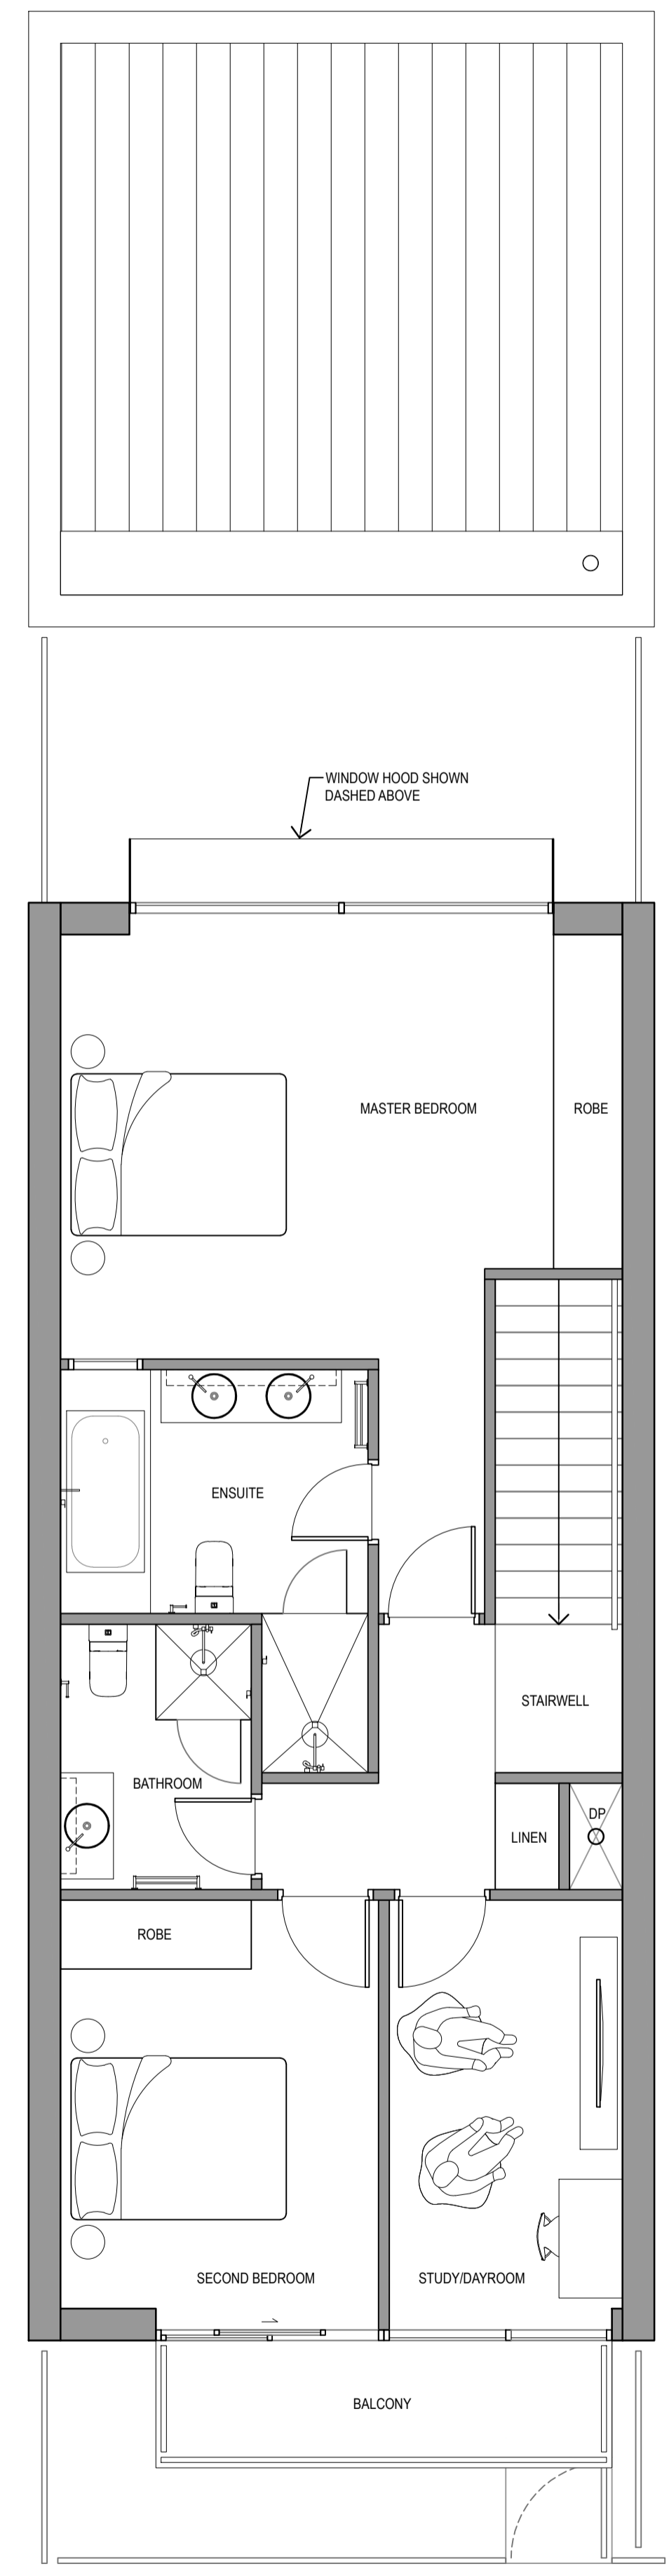 WINDOW HOOD SHOWN
DASHED ABOVE
MASTER BEDROOM
ROBE
ENSUITE
STAIRWELL
BATHROOM
DP
LINEN
ROBE
SECOND BEDROOM
STUDY/DAYROOM
BALCONY